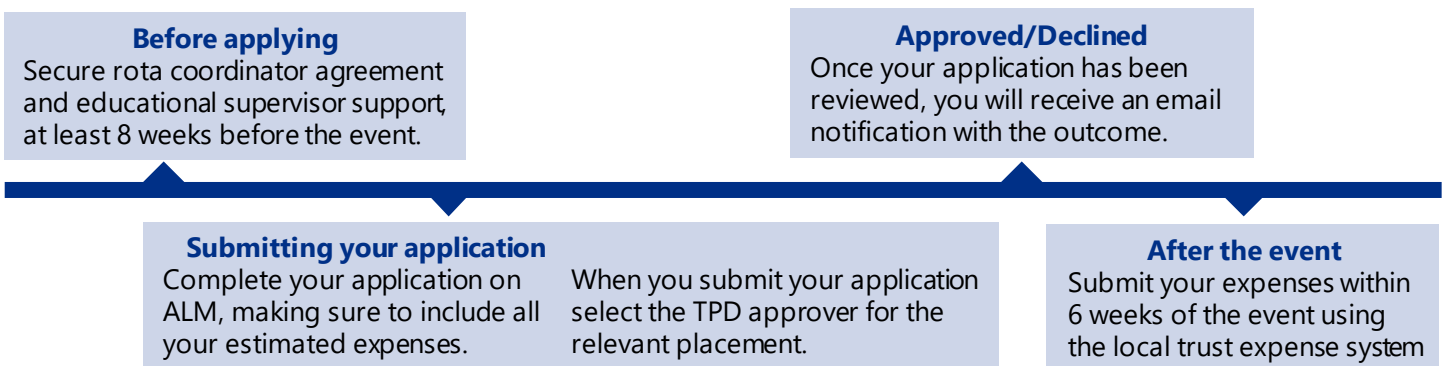 Before applying
Secure rota coordinator agreement
and educational supervisor support,
at least 8 weeks before the event.
Submitting your application
Complete your application on
ALM, making sure to include all
your estimated expenses.
When you submit your application
select the TPD approver for the
relevant placement.
Approved/Declined
Once your application has been
reviewed, you will receive an email
notification with the outcome.
After the event
Submit your expenses within
6 weeks of the event using
the local trust expense system